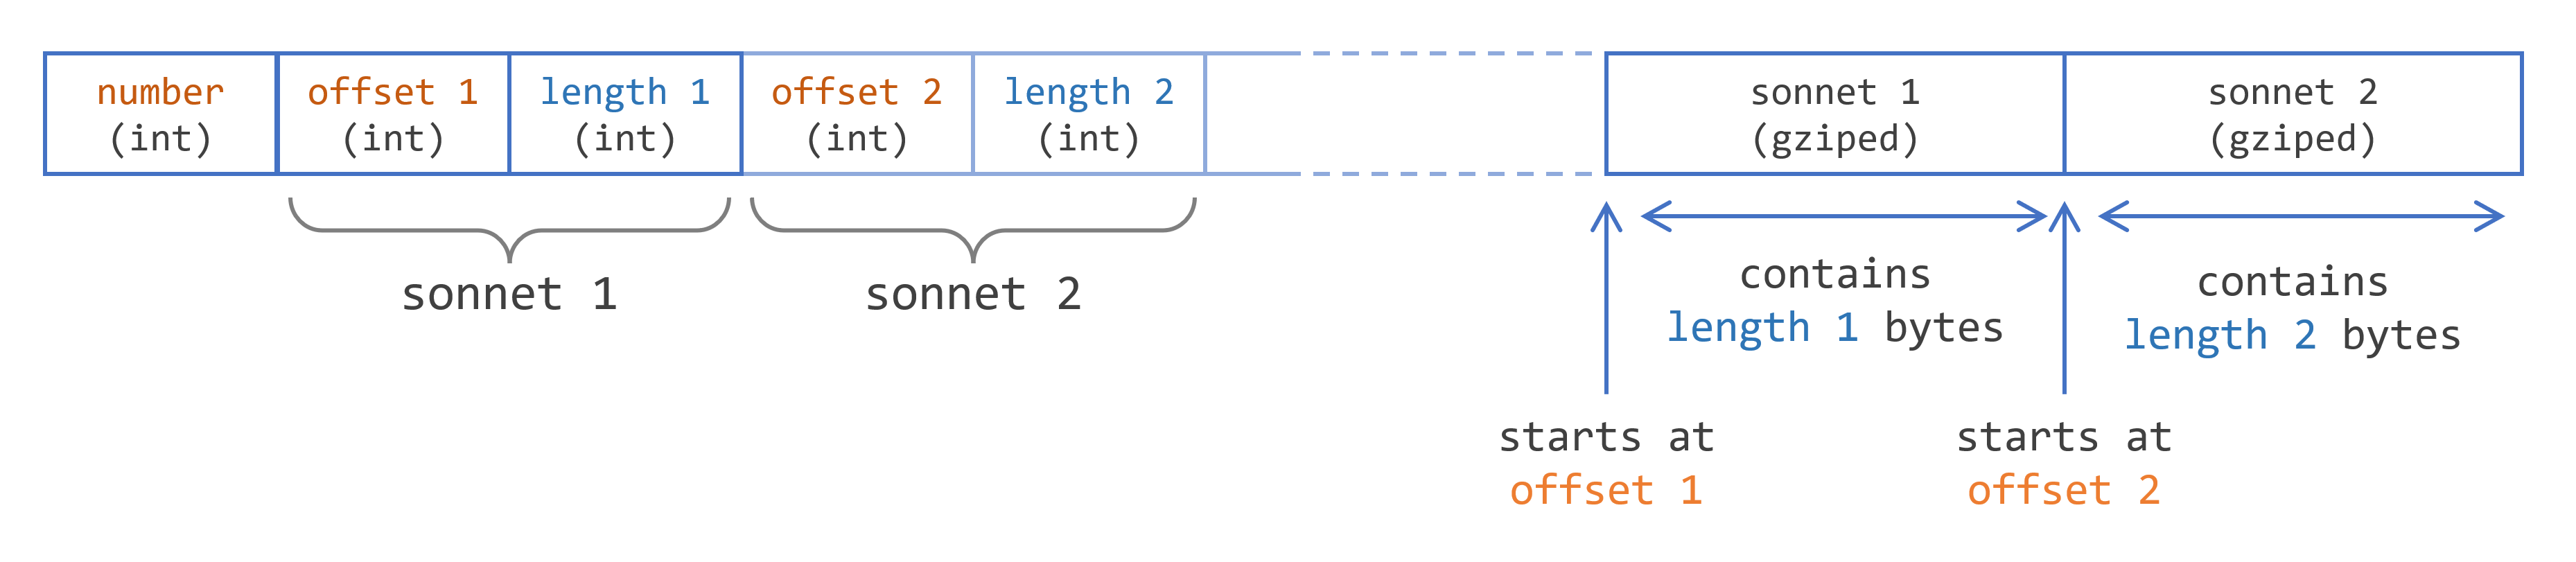 number
(int)
offset 1
(int)
length 1
(int)
offset 2
(int)
length 2
(int)
sonnet 1
(gziped)
sonnet 2
(gziped)
sonnet 1
sonnet 2
contains
length 1 bytes
contains
length 2 bytes
starts at
offset 1
starts at
offset 2